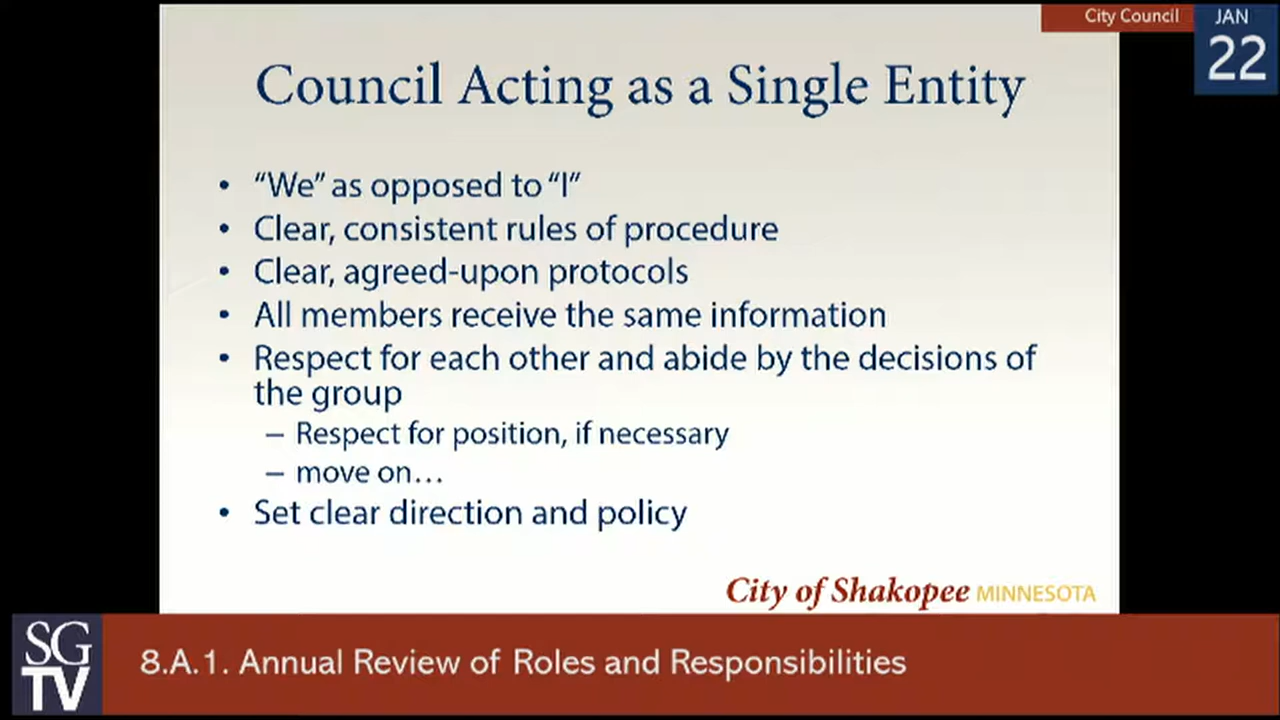 City Council
JAN
22
Council Acting as a Single Entity
• “We” as opposed to “I”
• Clear, consistent rules of procedure
• Clear, agreed-upon protocols
• All members receive the same information
• Respect for each other and abide by the decisions of
the group
– Respect for position, if necessary
– move on…
• Set clear direction and policy
City of Shakopee MINNESOTA
SG
TV
8.A.1. Annual Review of Roles and Responsibilities